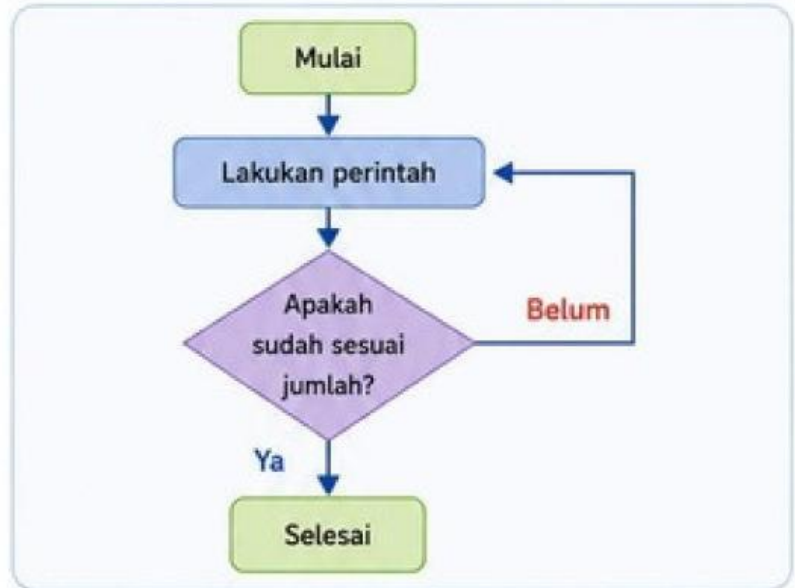 Mulai
Lakukan perintah
Apakah
sudah sesuai
jumlah?
Belum
Ya
Selesai